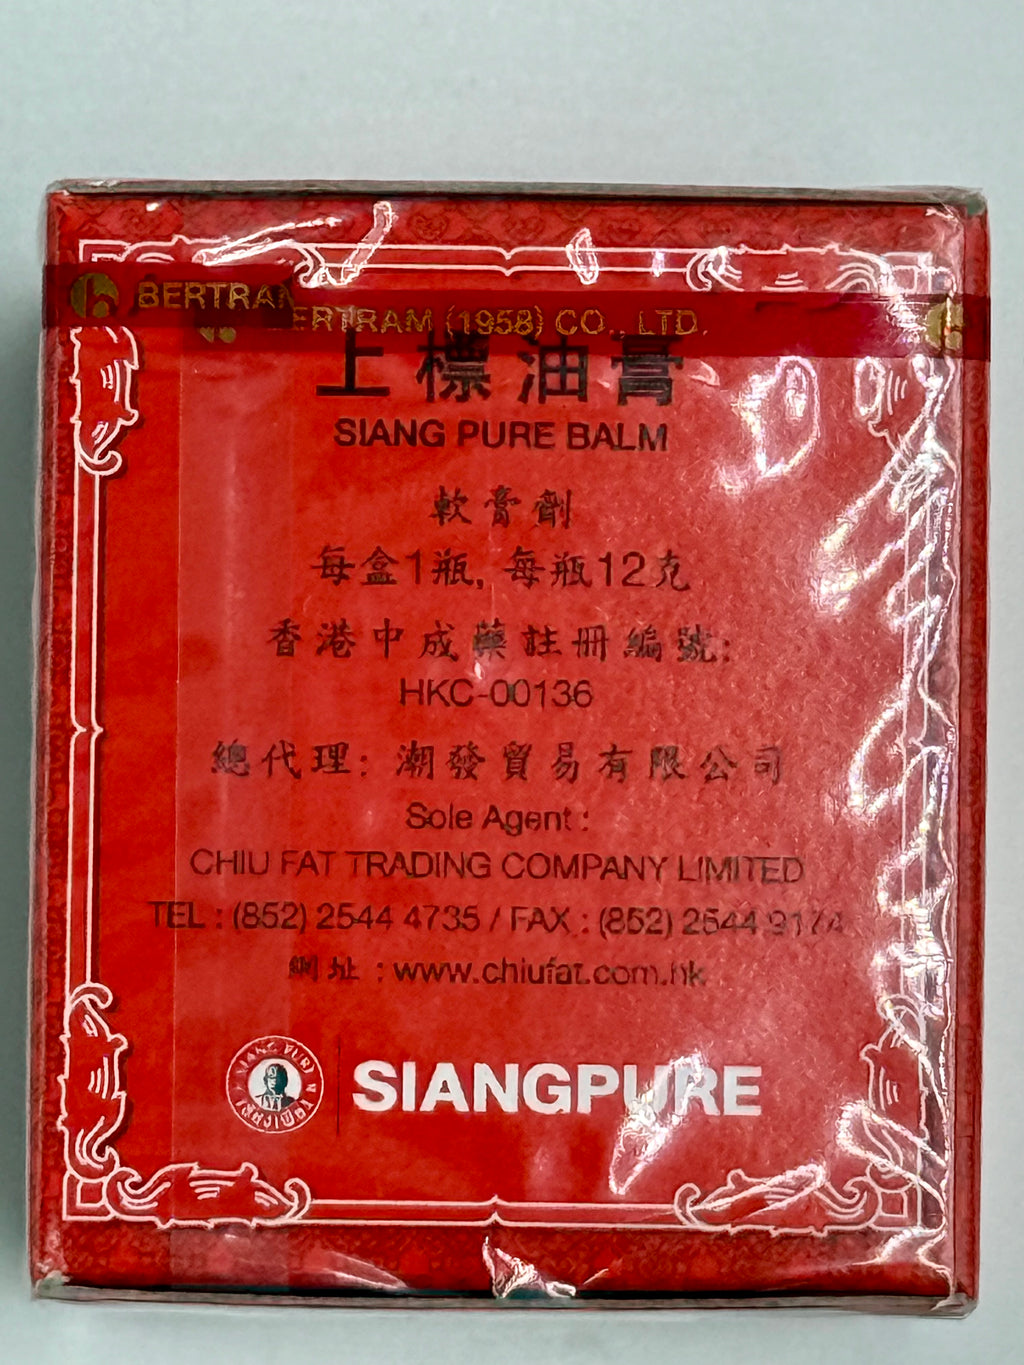 BERTRAM
BERTRAM (1958) CO., LTD.
上標油膏
SIANG PURE BALM
軟膏劑
每盒1瓶, 每瓶12克
香港中成藥註冊編號:
HKC-00136
總代理: 潮發貿易有限公司
Sole Agent :
CHIU FAT TRADING COMPANY LIMITED
TEL : (852) 2544 4735 / FAX : (852) 2544 9174
網址 : www.chiufat.com.hk
SIANGPURE